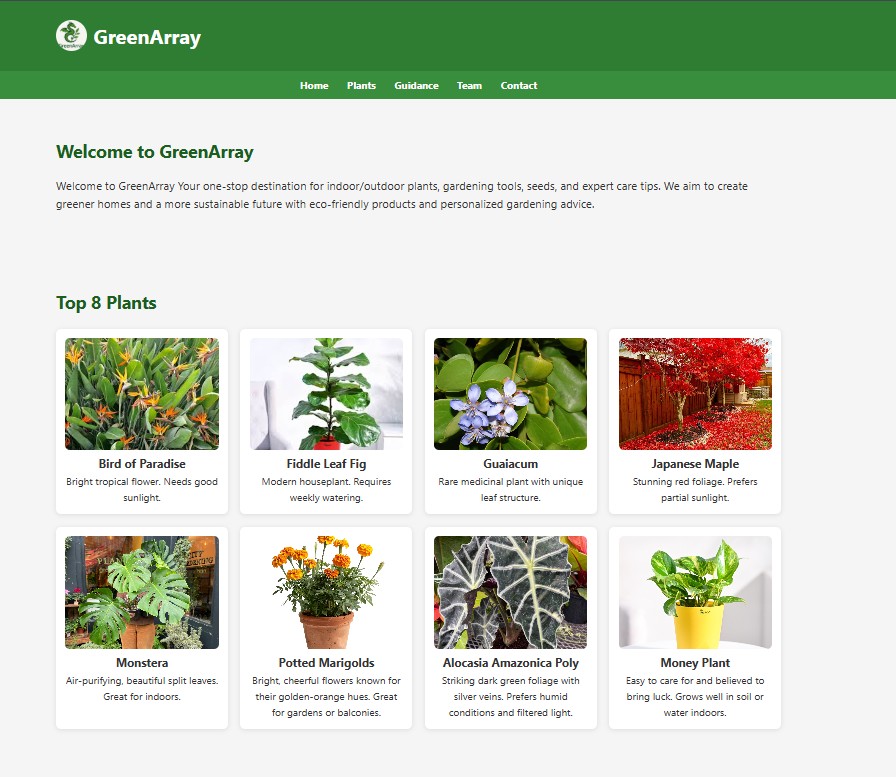 GreenArray
GreenArray
Home Plants Guidance Team Contact
Welcome to GreenArray
Welcome to GreenArray Your one-stop destination for indoor/outdoor plants, gardening tools, seeds, and expert care tips. We aim to create
greener homes and a more sustainable future with eco-friendly products and personalized gardening advice.
Top 8 Plants
Bird of Paradise
Bright tropical flower. Needs good
sunlight.
Fiddle Leaf Fig
Modern houseplant. Requires
weekly watering.
Guaiacum
Rare medicinal plant with unique
leaf structure.
Japanese Maple
Stunning red foliage. Prefers
partial sunlight.
Monstera
Air-purifying, beautiful split leaves.
Great for indoors.
Potted Marigolds
Bright, cheerful flowers known for
their golden-orange hues. Great
for gardens or balconies.
Alocasia Amazonica Poly
Striking dark green foliage with
silver veins. Prefers humid
conditions and filtered light.
Money Plant
Easy to care for and believed to
bring luck. Grows well in soil or
water indoors.